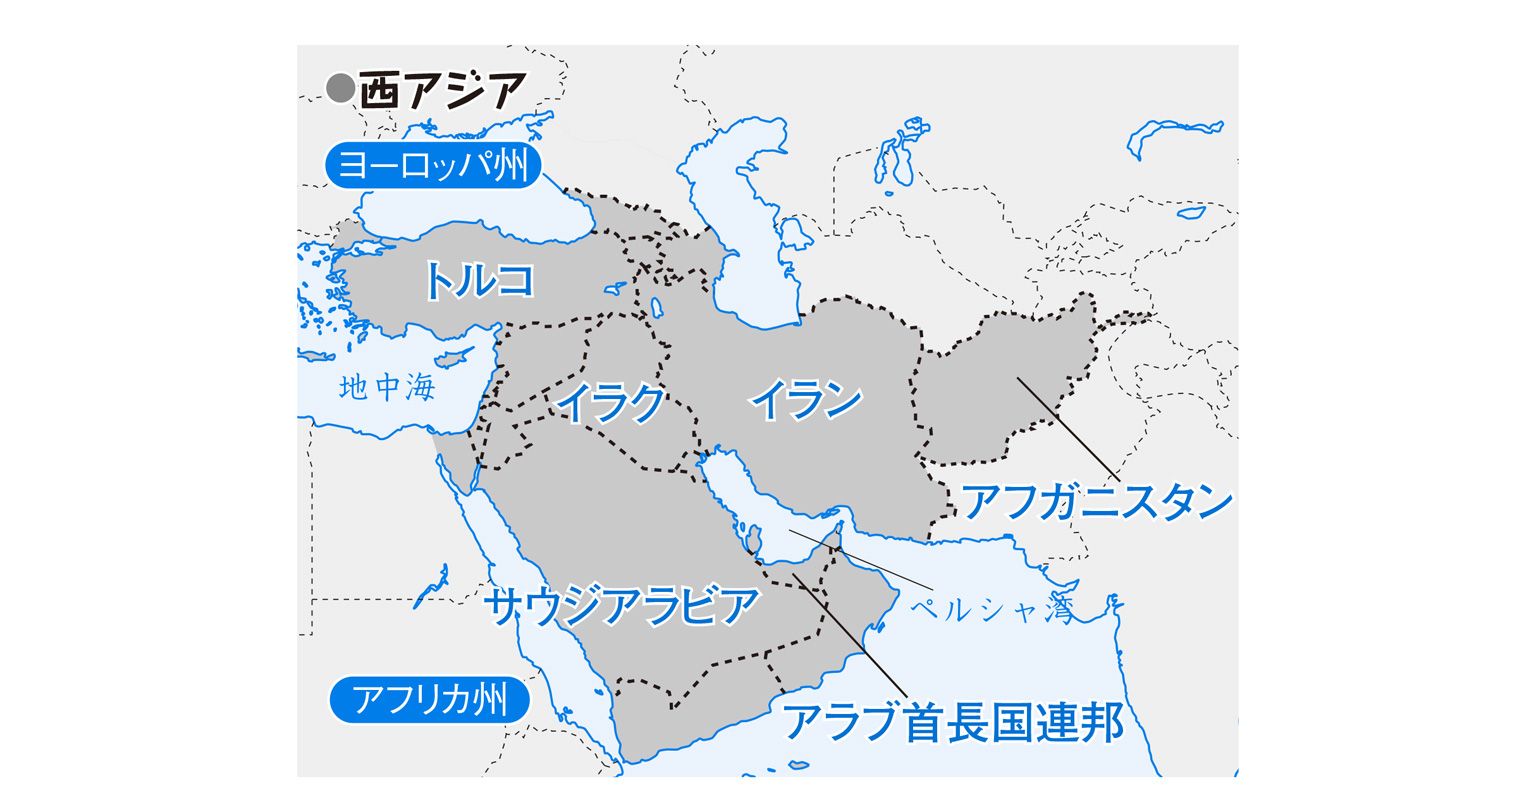 西アジア
ヨーロッパ州
トルコ
地中海
イラク
イラン
アフガニスタン
サウジアラビア
ペルシャ湾
アフリカ州
アラブ首長国連邦